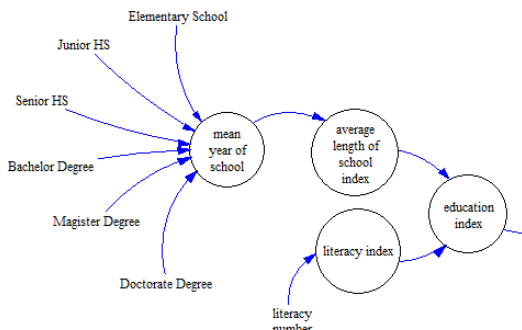 Elementary School
Junior HS
Senior HS
Bachelor Degree
Magister Degree
Doctorate Degree
mean
year of
school
average
length of
school
index
education
index
literacy index
literacy
number